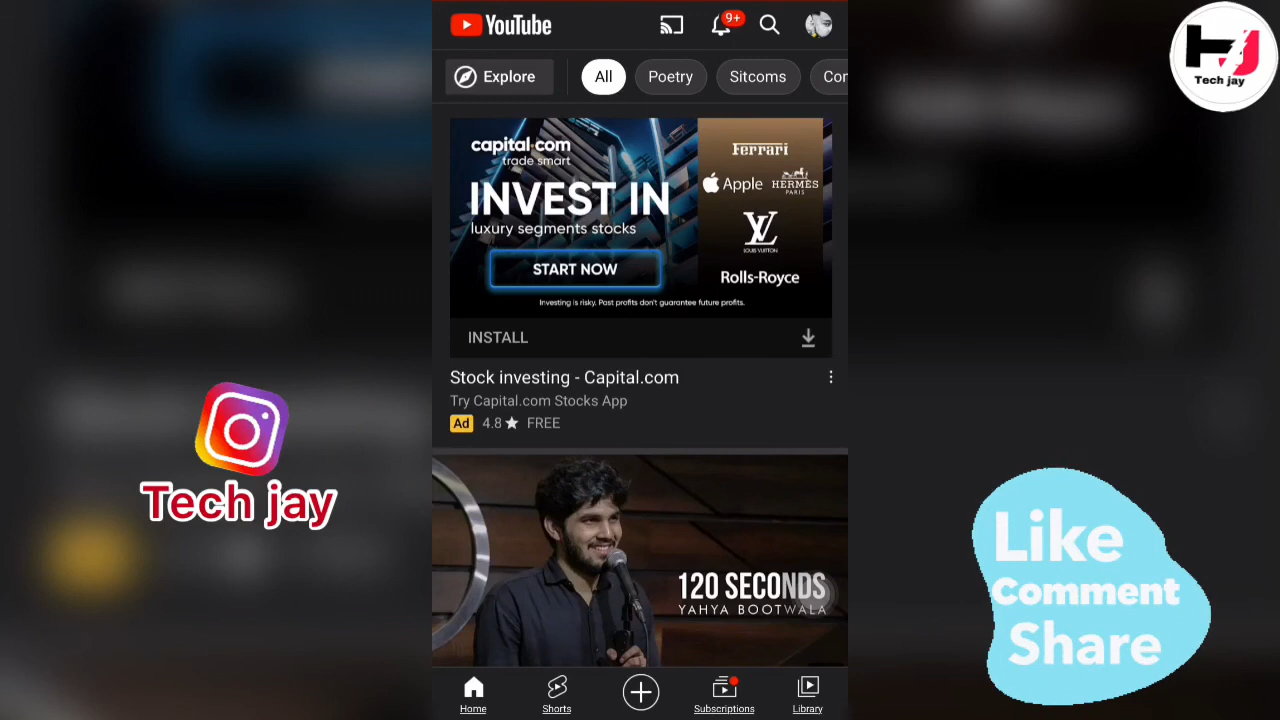 YouTube
9+
Explore
All
Poetry
Sitcoms
Cor
Tech jay
capital.com
trade smart
INVEST IN
luxury segments stocks
START NOW
Ferrari
Apple
HERMÈS
PARIS
LV
LOUIS VUITTON
Rolls-Royce
Investing is risky. Past profits don't guarantee future profits.
INSTALL
Stock investing - Capital.com
Try Capital.com Stocks App
Ad 4.8 ★ FREE
120 SECONDS
YAHYA BOOTWALA
Home
Shorts
Subscriptions
Library
Tech jay
Like
Comment
Share